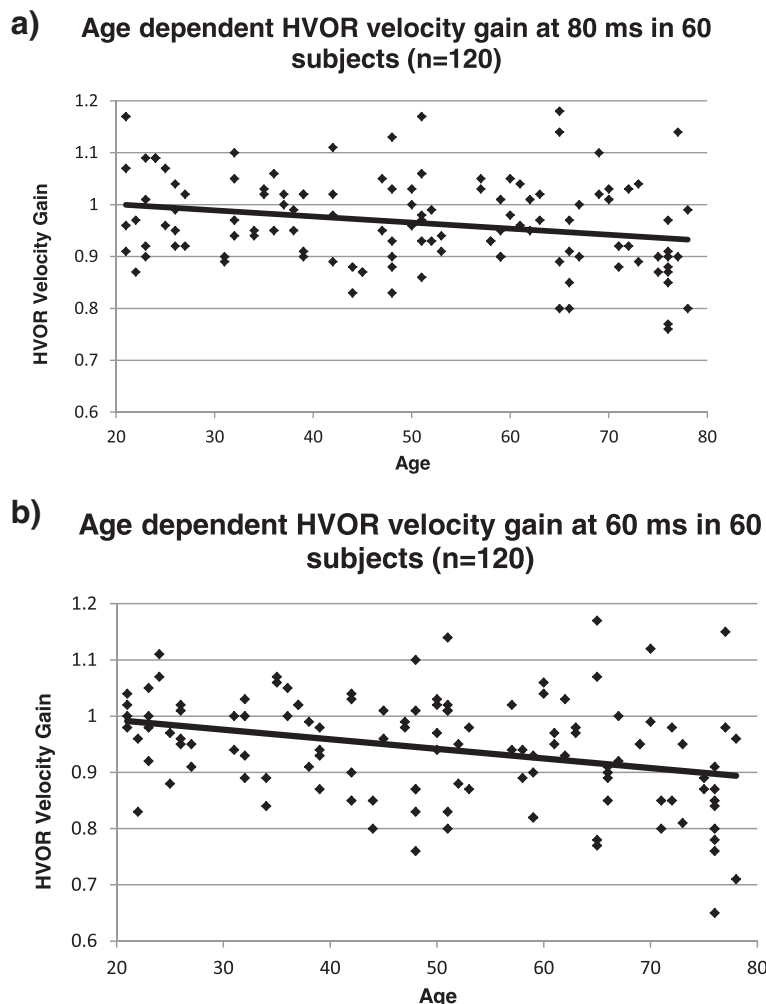 a)
Age dependent HVOR velocity gain at 80 ms in 60
subjects (n=120)
1.2
1.1
1
0.9
0.8
0.7
0.6
HVOR Velocity Gain
20 30 40 50 60 70 80
Age
b)
Age dependent HVOR velocity gain at 60 ms in 60
subjects (n=120)
1.2
1.1
1
0.9
0.8
0.7
0.6
HVOR Velocity Gain
20 30 40 50 60 70 80
Age